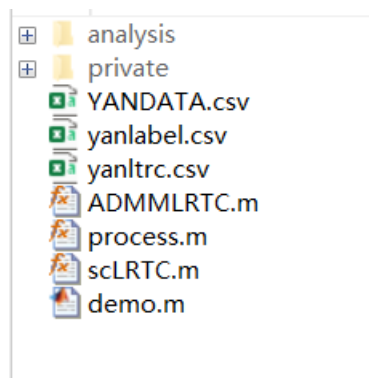 analysis
private
YANDATA.csv
yanlabel.csv
yanltrc.csv
ADMMLRTC.m
process.m
scLRTC.m
demo.m